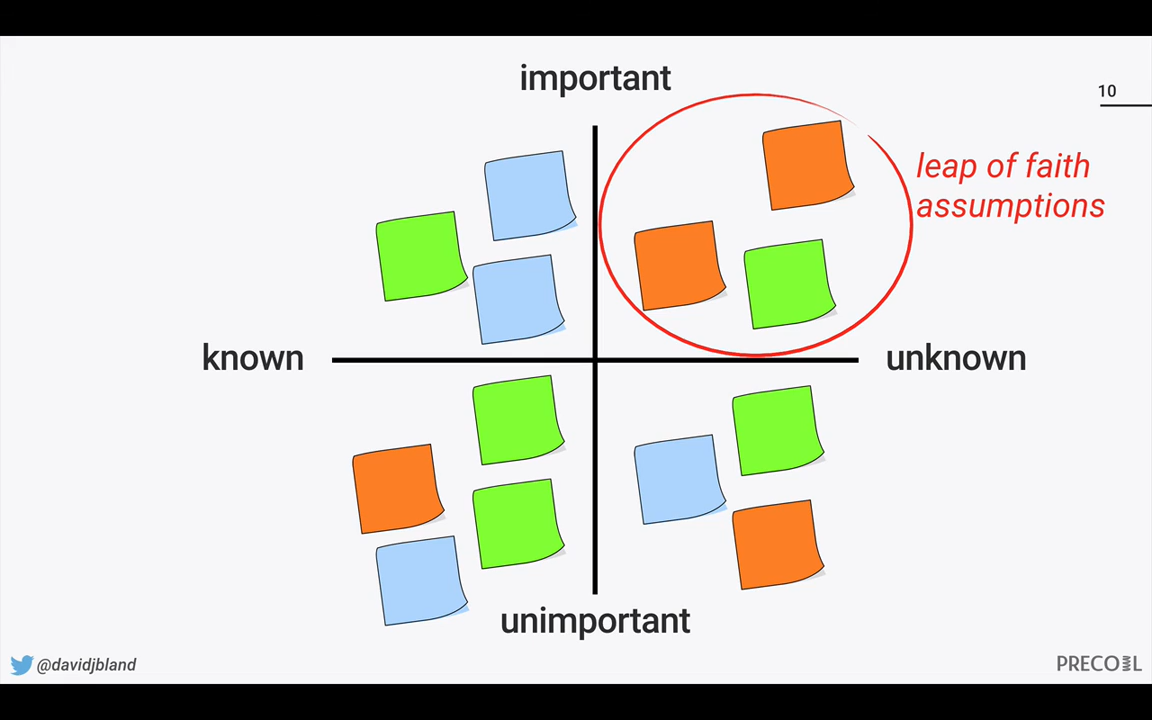 important
10
leap of faith
assumptions
known
unknown
unimportant
@davidjbland
PRECOIL